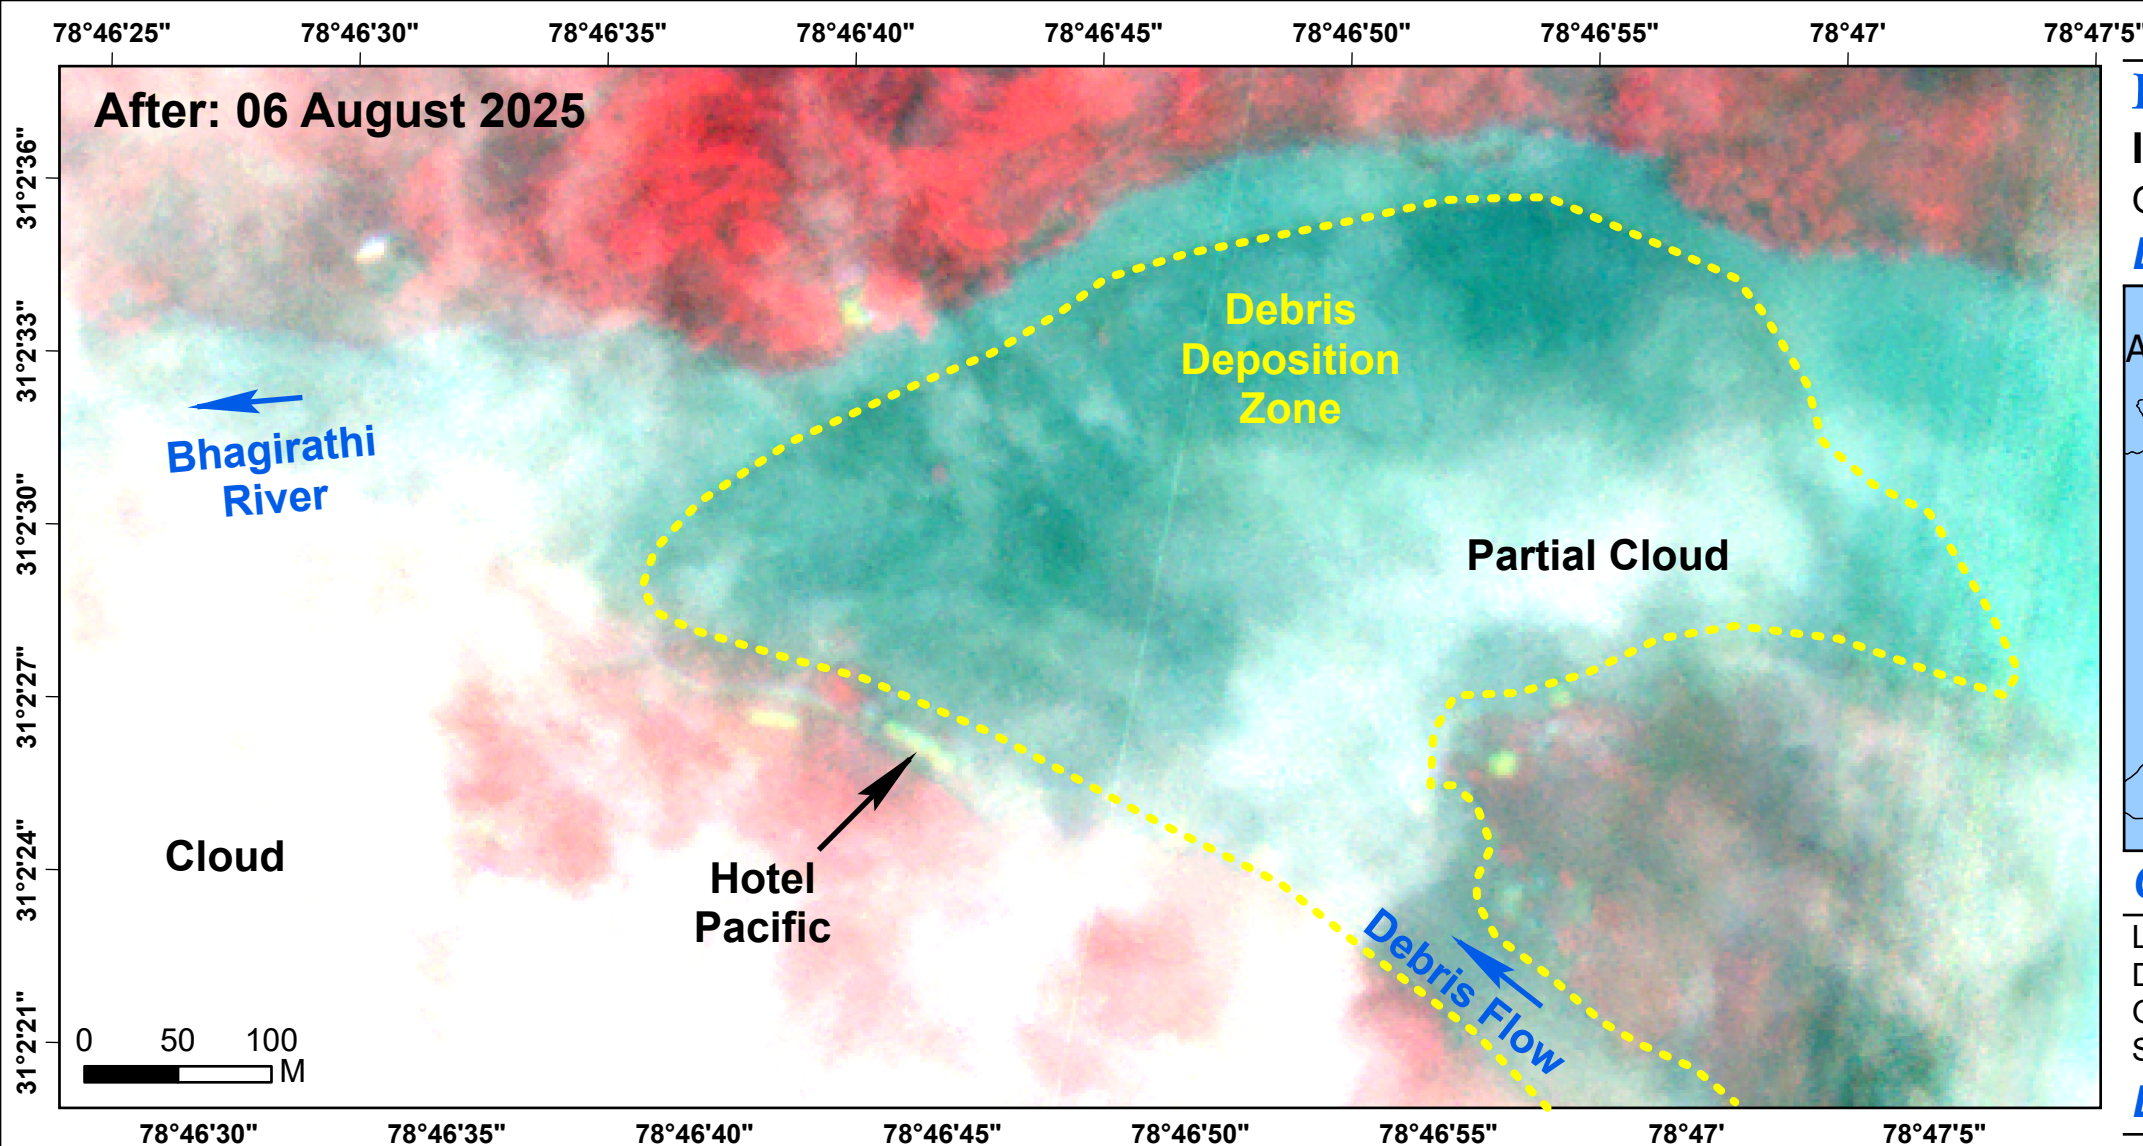 78°46'25" 78°46'30" 78°46'35" 78°46'40" 78°46'45" 78°46'50" 78°46'55" 78°47' 78°47'5"
After: 06 August 2025
31°2'36"
31°2'33"
31°2'30"
31°2'27"
31°2'24"
31°2'21"
Debris
Deposition
Zone
Bhagirathi
River
Partial Cloud
Cloud
Hotel
Pacific
Debris Flow
0 50 100
M
78°46'30" 78°46'35" 78°46'40" 78°46'45" 78°46'50" 78°46'55" 78°47' 78°47'5"